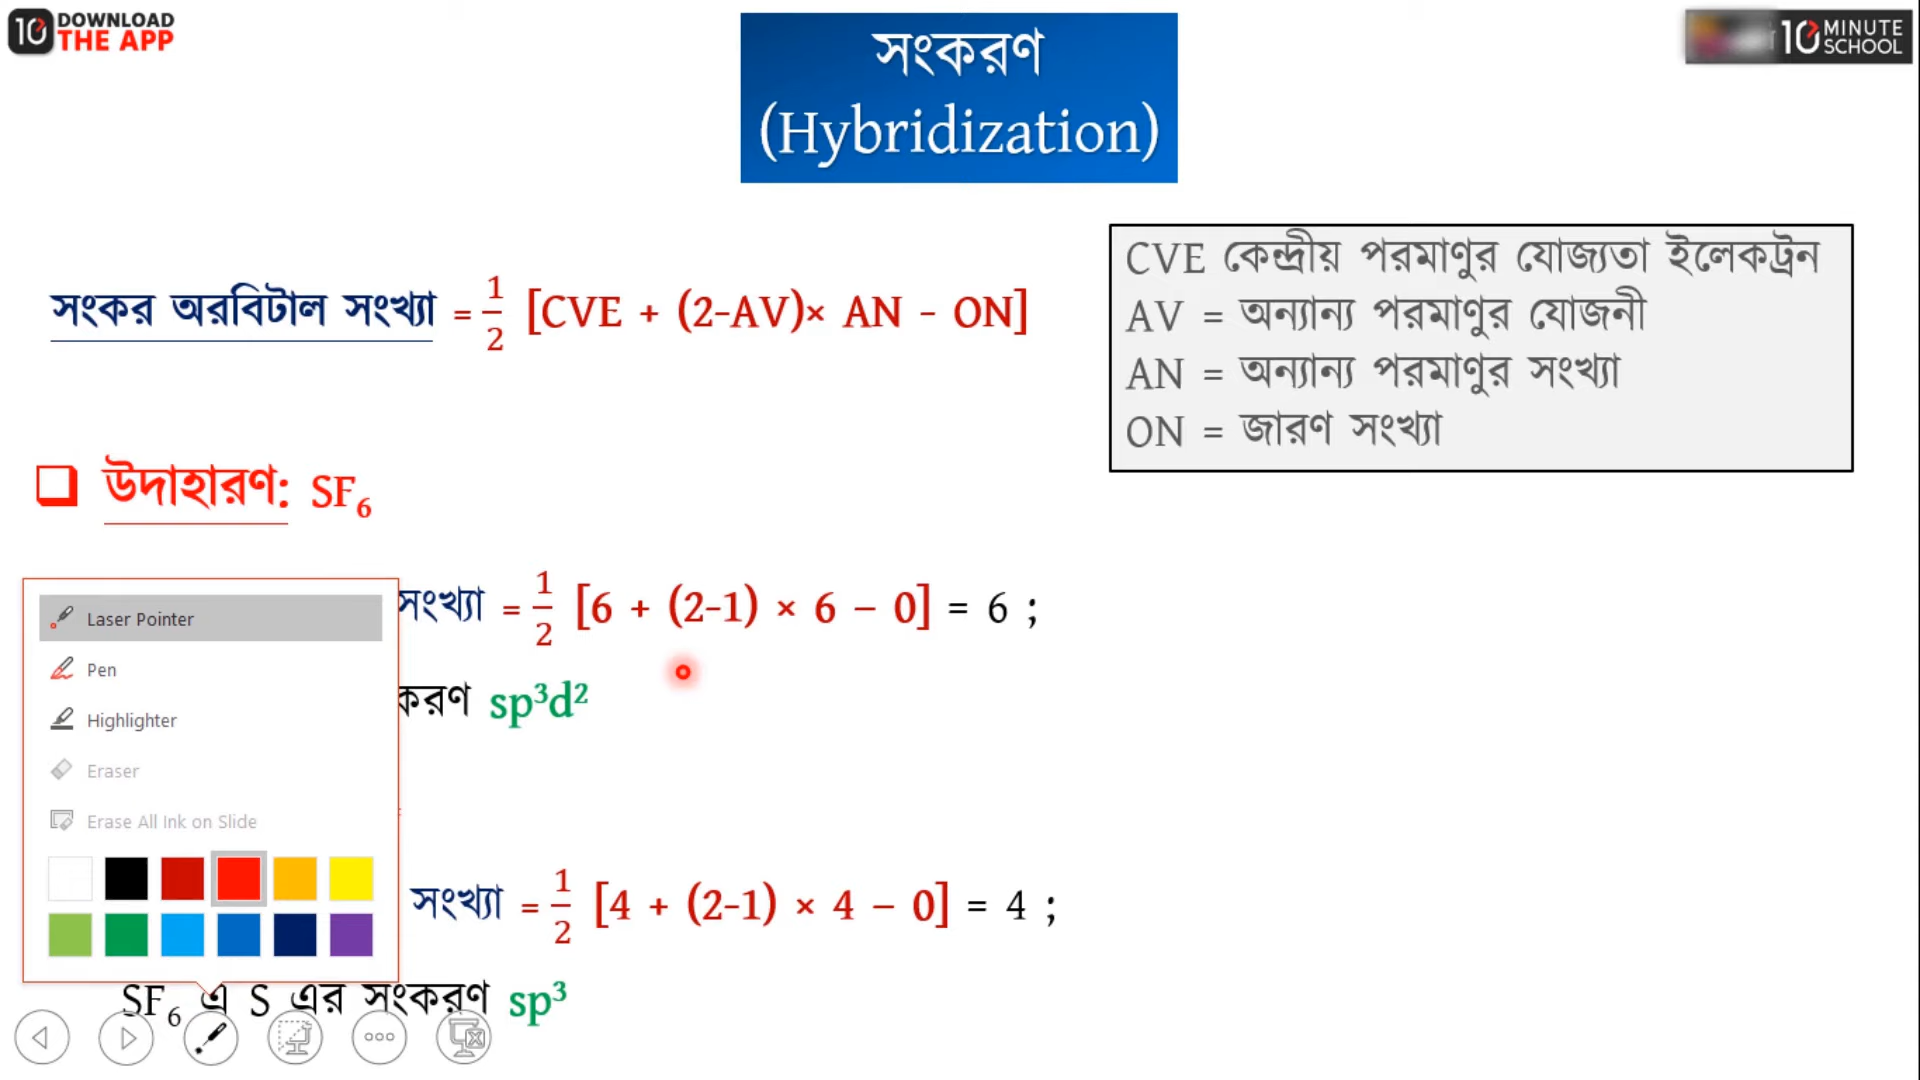 10 DOWNLOAD THE APP
10 MINUTE SCHOOL
সংকরণ
(Hybridization)
সংকর অরবিটাল সংখ্যা = 1/2 [CVE + (2-AV)× AN - ON]
CVE কেন্দ্রীয় পরমাণুর যোজ্যতা ইলেকট্রন
AV = অন্যান্য পরমাণুর যোজনী
AN = অন্যান্য পরমাণুর সংখ্যা
ON = জারণ সংখ্যা
উদাহারণ: SF₆
সংখ্যা = 1/2 [6 + (2-1) × 6 – 0] = 6 ;
করণ sp³d²
সংখ্যা = 1/2 [4 + (2-1) × 4 – 0] = 4 ;
SF₆ এ S এর সংকরণ sp³
Laser Pointer
Pen
Highlighter
Eraser
Erase All Ink on Slide